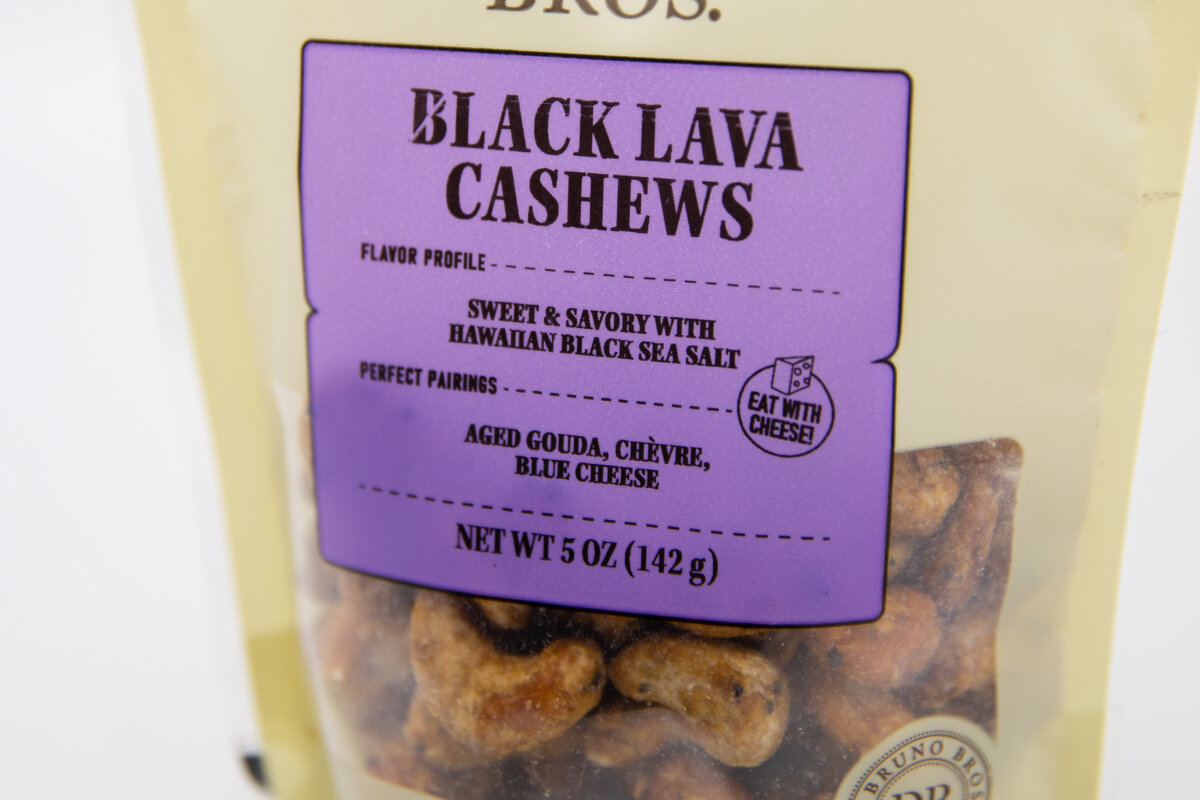 BROS.
BLACK LAVA
CASHEWS
FLAVOR PROFILE
SWEET & SAVORY WITH
HAWAIIAN BLACK SEA SALT
PERFECT PAIRINGS
EAT WITH
CHEESE!
AGED GOUDA, CHÈVRE,
BLUE CHEESE
NET WT 5 OZ (142 g)
BRUNO BROS